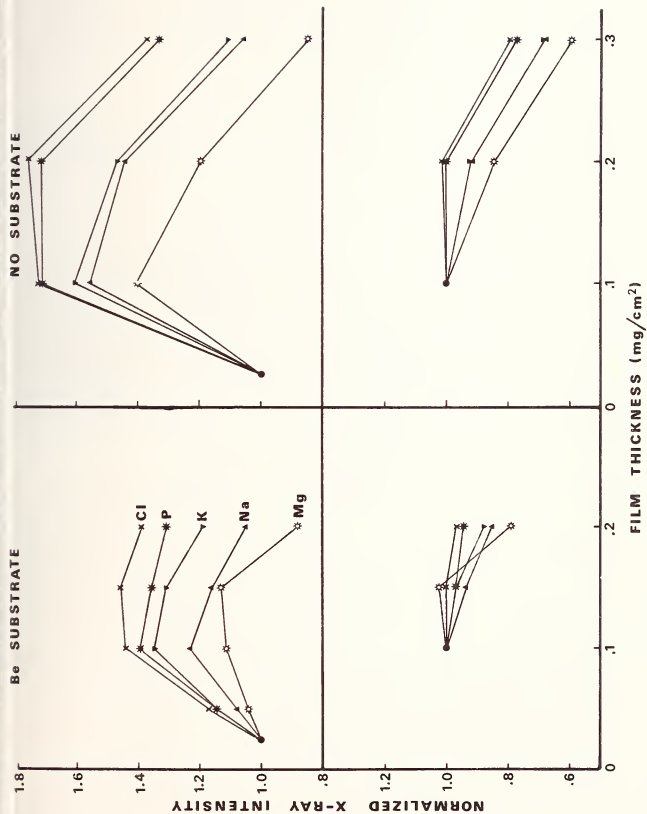 Be SUBSTRATE
NO SUBSTRATE
1.8
1.6
1.4
1.2
1.0
.8
Cl
P
K
Na
Mg
1.2
1.0
.8
.6
NORMALIZED X-RAY INTENSITY
0
.1
.2
0
.1
.2
.3
FILM THICKNESS (mg/cm²)